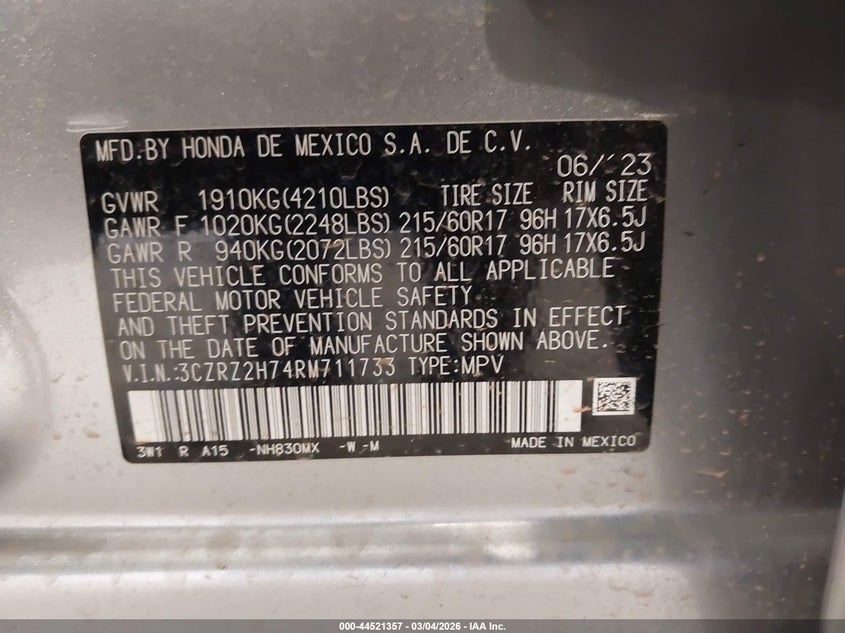 MFD.BY HONDA DE MEXICO S.A. DE C.V.
06/'23
GVWR 1910KG(4210LBS) TIRE SIZE RIM SIZE
GAWR F 1020KG(2248LBS) 215/60R17 96H 17X6.5J
GAWR R 940KG(2072LBS) 215/60R17 96H 17X6.5J
THIS VEHICLE CONFORMS TO ALL APPLICABLE
FEDERAL MOTOR VEHICLE SAFETY
AND THEFT PREVENTION STANDARDS IN EFFECT
ON THE DATE OF MANUFACTURE SHOWN ABOVE.
V.I.N.:3CZRZ2H74RM711733 TYPE:MPV
3W1 R A15 -NH830MX -W -M MADE IN MEXICO
000-44521357 | 03/04/2026 - IAA Inc.